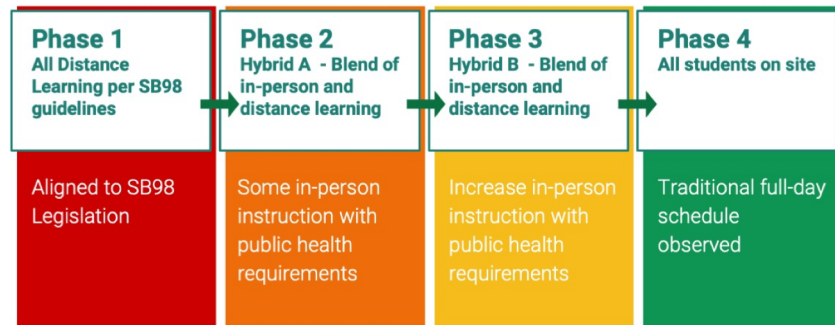 Phase 1
All Distance
Learning per SB98
guidelines
Phase 2
Hybrid A - Blend of
in-person and
distance learning
Phase 3
Hybrid B - Blend of
in-person and
distance learning
Phase 4
All students on site
Aligned to SB98
Legislation
Some in-person
instruction with
public health
requirements
Increase in-person
instruction with
public health
requirements
Traditional full-day
schedule
observed